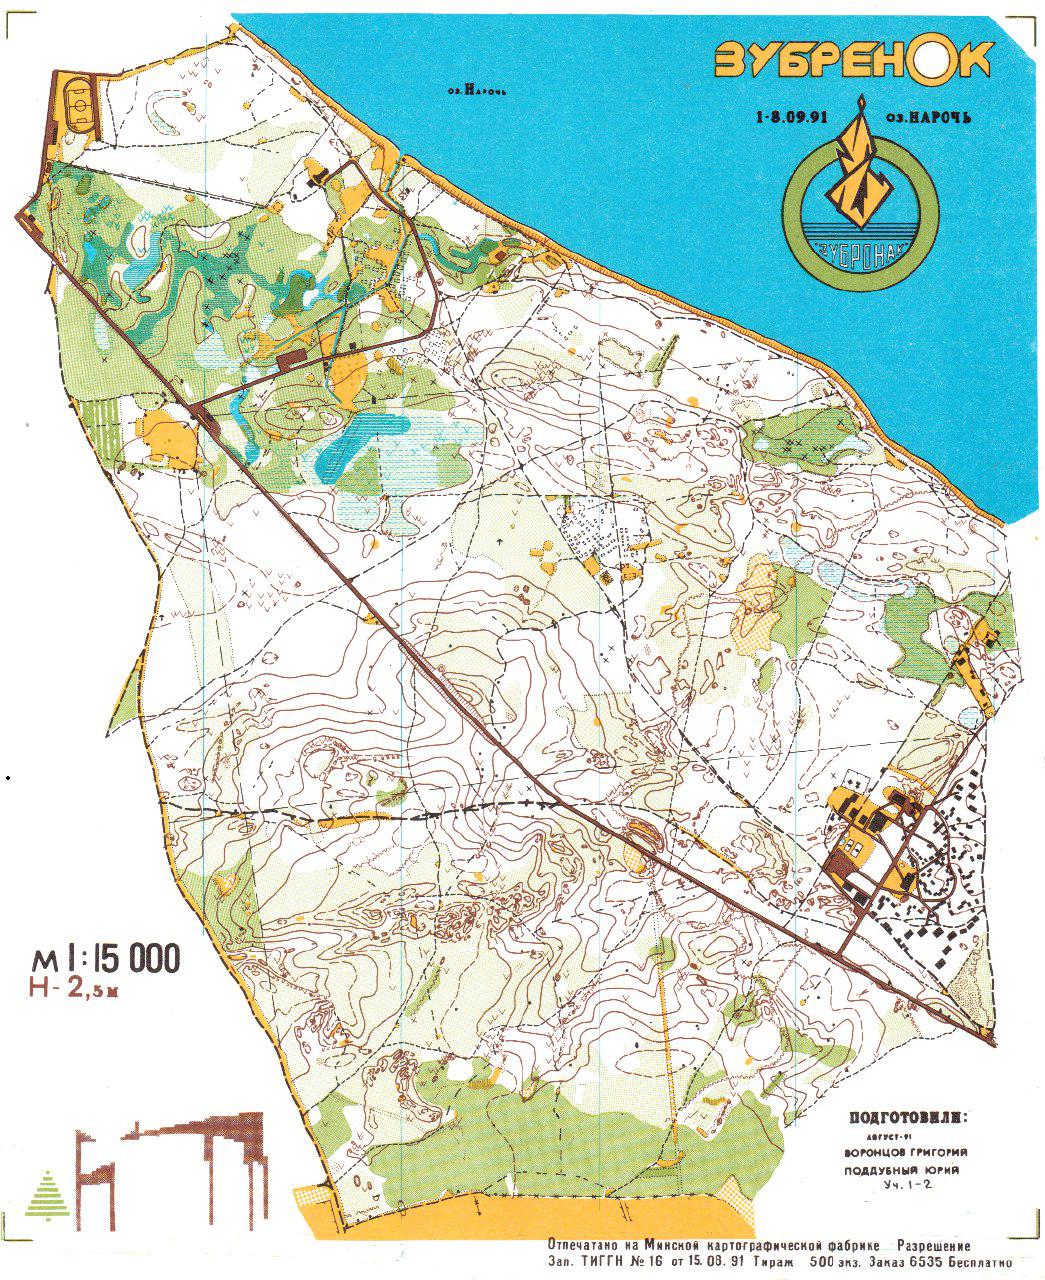 ЗУБРЕНОК
оз. Нарочь
1-8.09.91 оз. НАРОЧЬ
"ЗУБРОНАК"
м 1:15 000
Н- 2,5м
ПОДГОТОВИЛИ:
АВГУСТ-91
ВОРОНЦОВ ГРИГОРИЙ
ПОДДУБНЫЙ ЮРИЙ
Уч. 1-2
Отпечатано на Минской картографической фабрике Разрешение
Зап. ТИГГН № 16 от 15.08.91 Тираж 500 экз. Заказ 6535 Бесплатно